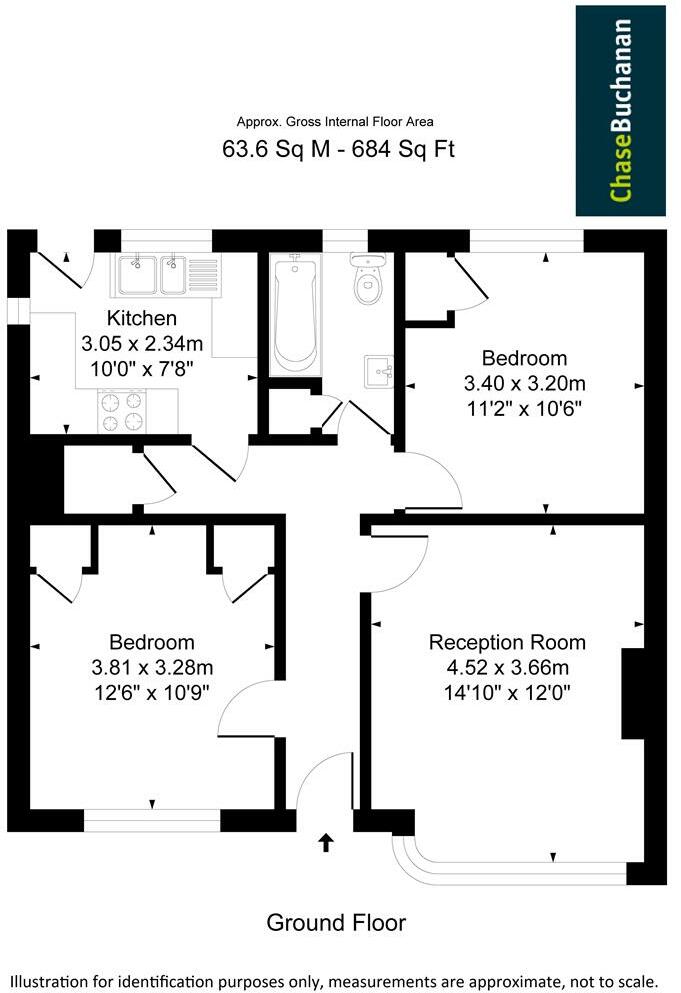 ChaseBuchanan
Approx. Gross Internal Floor Area
63.6 Sq M - 684 Sq Ft
Kitchen
3.05 x 2.34m
10'0" x 7'8"
Bedroom
3.40 x 3.20m
11'2" x 10'6"
Bedroom
3.81 x 3.28m
12'6" x 10'9"
Reception Room
4.52 x 3.66m
14'10" x 12'0"
Ground Floor
Illustration for identification purposes only, measurements are approximate, not to scale.